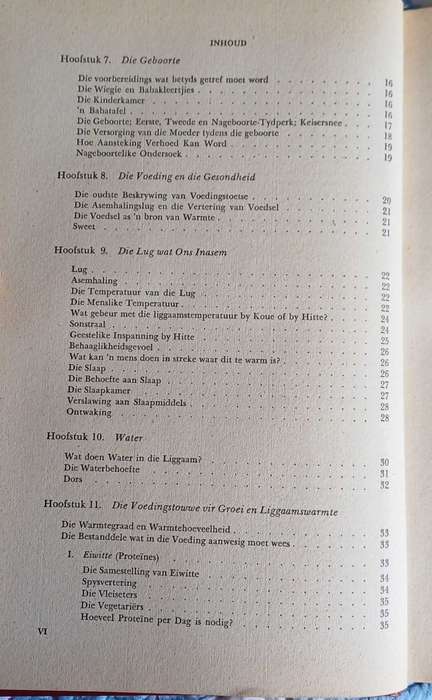 INHOUD
Hoofstuk 7. Die Geboorte
Die voorbereidings wat betyds getref moet word . . . . . . . 16
Die Wiegie en Babakleertjies . . . . . . . 16
Die Kinderkamer . . . . . . . 16
'n Babatafel . . . . . . . 16
Die Geboorte; Eerste, Tweede en Nageboorte-Tydperk; Keisersnee . . 17
Die Versorging van die Moeder tydens die geboorte . . . . . . . 18
Hoe Aansteking Verhoed Kan Word . . . . . . . 19
Nageboortelike Ondersoek . . . . . . . 19
Hoofstuk 8. Die Voeding en die Gesondheid
Die oudste Beskrywing van Voedingstoetse . . . . . . . 20
Die Asemhalingslug en die Vertering van Voedsel . . . . . . . 21
Die Voedsel as 'n bron van Warmte . . . . . . . 21
Sweet . . . . . . . 21
Hoofstuk 9. Die Lug wat Ons Inasem
Lug . . . . . . . 22
Asemhaling . . . . . . . 22
Die Temperatuur van die Lug . . . . . . . 22
Die Menslike Temperatuur . . . . . . . 22
Wat gebeur met die liggaamstemperatuur by Koue of by Hitte? . . . 24
Sonstraal . . . . . . . 24
Geestelike Inspanning by Hitte . . . . . . . 25
Behaaglikheidsgevoel . . . . . . . 26
Wat kan 'n mens doen in streke waar dit te warm is? . . . . . . . 26
Die Slaap . . . . . . . 26
Die Behoefte aan Slaap . . . . . . . 27
Die Slaapkamer . . . . . . . 27
Verslawing aan Slaapmiddels . . . . . . . 28
Ontwaking . . . . . . . 28
Hoofstuk 10. Water
Wat doen Water in die Liggaam? . . . . . . . 30
Die Waterbehoefte . . . . . . . 31
Dors . . . . . . . 32
Hoofstuk 11. Die Voedingstouwe vir Groei en Liggaamswarmte
Die Warmtegraad en Warmtehoeveelheid . . . . . . . 33
Die Bestanddele wat in die Voeding aanwesig moet wees . . . . . . . 33
1. Eiwitte (Proteïnes) . . . . . . . 33
Die Samestelling van Eiwitte . . . . . . . 34
Spysvertering . . . . . . . 34
Die Vleiseters . . . . . . . 35
Die Vegetariërs . . . . . . . 35
Hoeveel Proteïne per Dag is nodig? . . . . . . . 35
VI